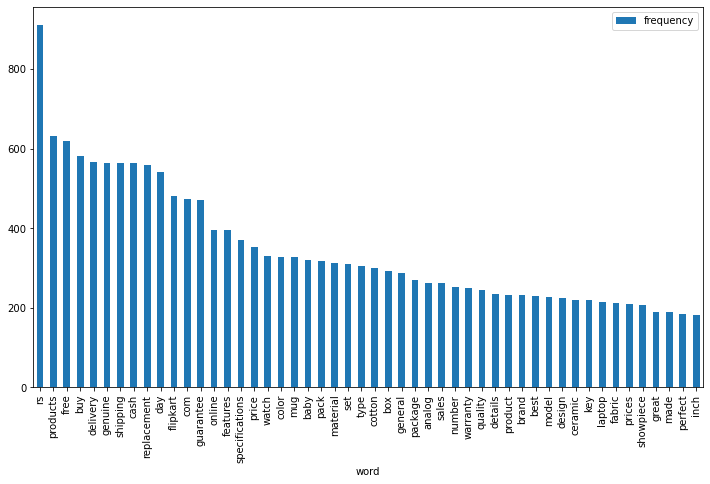 frequency
800
600
400
200
0
rs
products
free
buy
delivery
genuine
shipping
cash
replacement
day
flipkart
com
guarantee
online
features
specifications
price
watch
color
mug
baby
pack
material
set
type
cotton
box
general
package
analog
sales
number
warranty
quality
details
product
brand
best
model
design
ceramic
key
laptop
fabric
prices
showpiece
great
made
perfect
inch
word